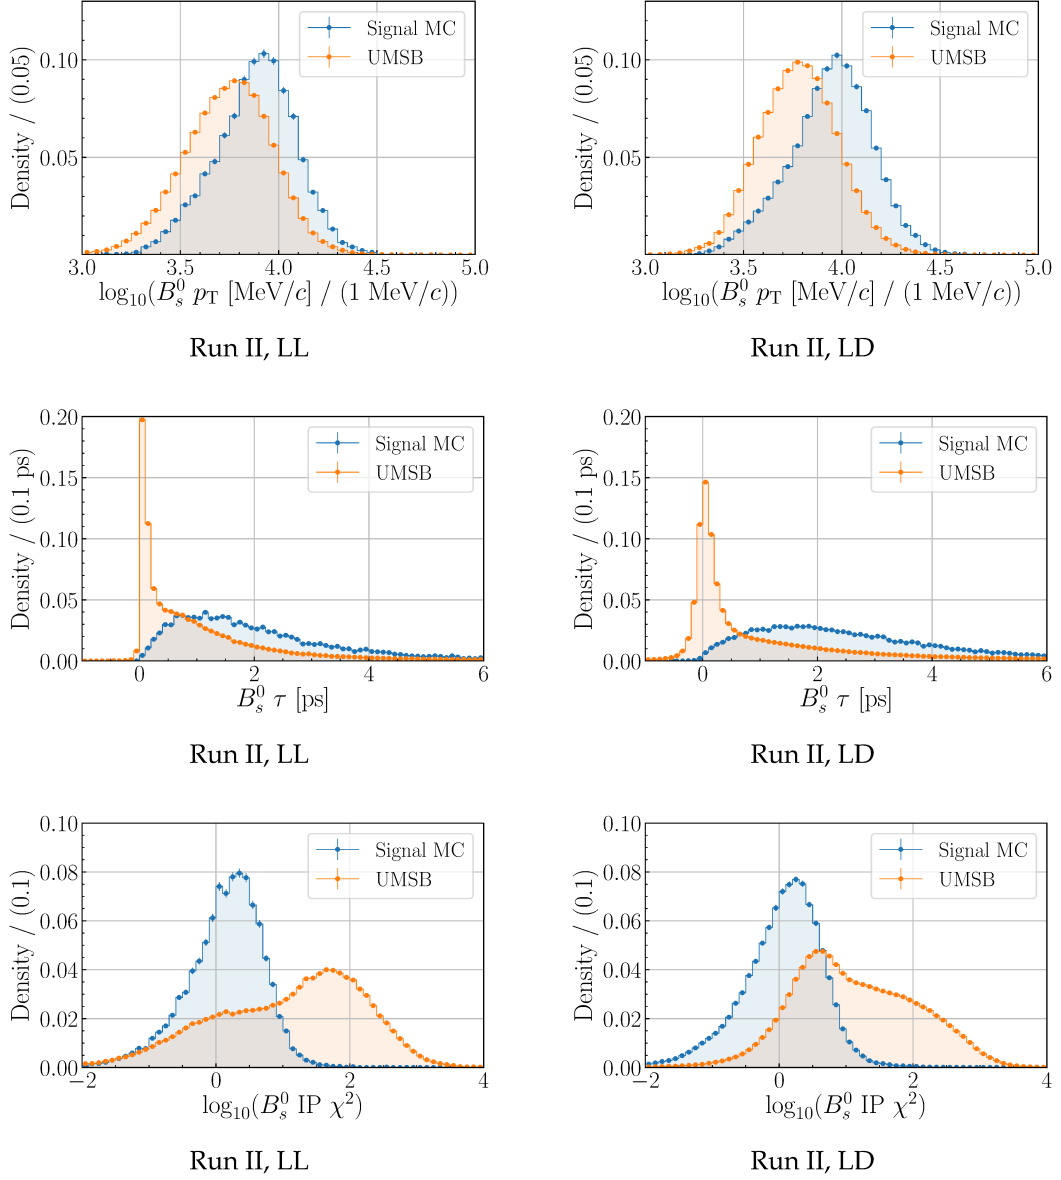 Density / (0.05)
0.10
0.05
Signal MC
UMSB
3.0 3.5 4.0 4.5 5.0
log₁₀(B⁰ₛ p_T [MeV/c] / (1 MeV/c))
Run II, LL
Density / (0.05)
0.10
0.05
Signal MC
UMSB
3.0 3.5 4.0 4.5 5.0
log₁₀(B⁰ₛ p_T [MeV/c] / (1 MeV/c))
Run II, LD
Density / (0.1 ps)
0.20
0.15
0.10
0.05
0.00
Signal MC
UMSB
0 2 4 6
B⁰ₛ τ [ps]
Run II, LL
Density / (0.1 ps)
0.20
0.15
0.10
0.05
0.00
Signal MC
UMSB
0 2 4 6
B⁰ₛ τ [ps]
Run II, LD
Density / (0.1)
0.10
0.08
0.06
0.04
0.02
0.00
Signal MC
UMSB
−2 0 2 4
log₁₀(B⁰ₛ IP χ²)
Run II, LL
Density / (0.1)
0.10
0.08
0.06
0.04
0.02
0.00
Signal MC
UMSB
−2 0 2 4
log₁₀(B⁰ₛ IP χ²)
Run II, LD